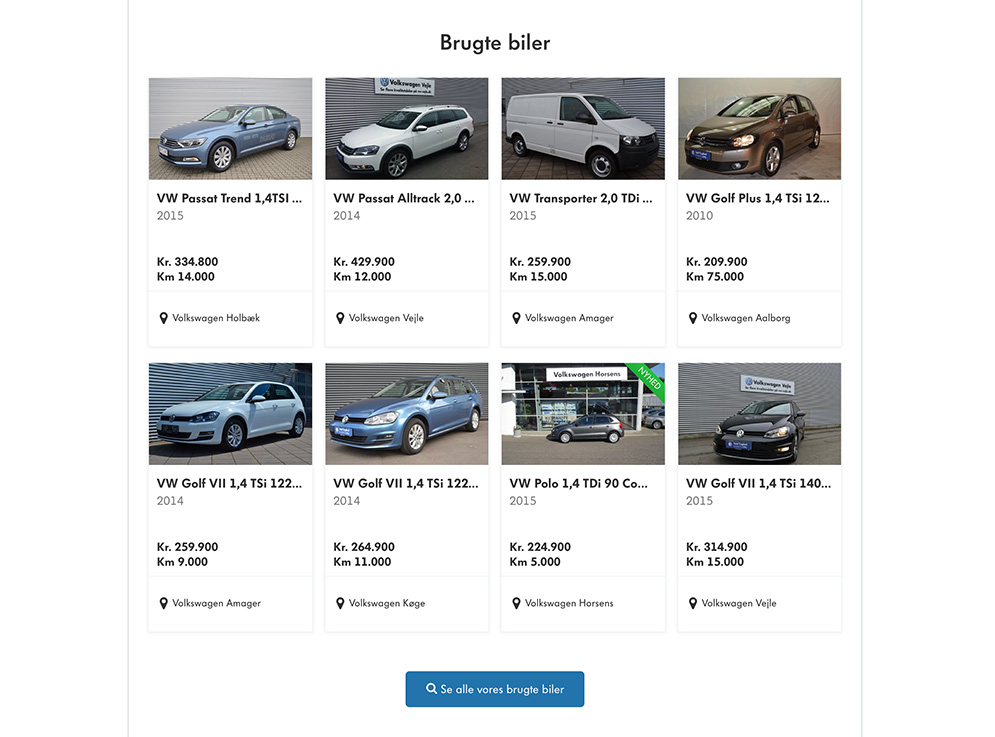 Brugte biler
Volkswagen Vejle
VW Passat Trend 1,4TSI ...
2015
Kr. 334.800
Km 14.000
Volkswagen Holbæk
VW Passat Alltrack 2,0 ...
2014
Kr. 429.900
Km 12.000
Volkswagen Vejle
VW Transporter 2,0 TDi ...
2015
Kr. 259.900
Km 15.000
Volkswagen Amager
VW Golf Plus 1,4 TSi 12...
2010
Kr. 209.900
Km 75.000
Volkswagen Aalborg
VW Golf VII 1,4 TSi 122...
2014
Kr. 259.900
Km 9.000
Volkswagen Amager
VW Golf VII 1,4 TSi 122...
2014
Kr. 264.900
Km 11.000
Volkswagen Køge
Volkswagen Horsens
NYHED
VW Polo 1,4 TDi 90 Co...
2015
Kr. 224.900
Km 5.000
Volkswagen Horsens
Volkswagen Vejle
VW Golf VII 1,4 TSi 140...
2015
Kr. 314.900
Km 15.000
Volkswagen Vejle
Se alle vores brugte biler